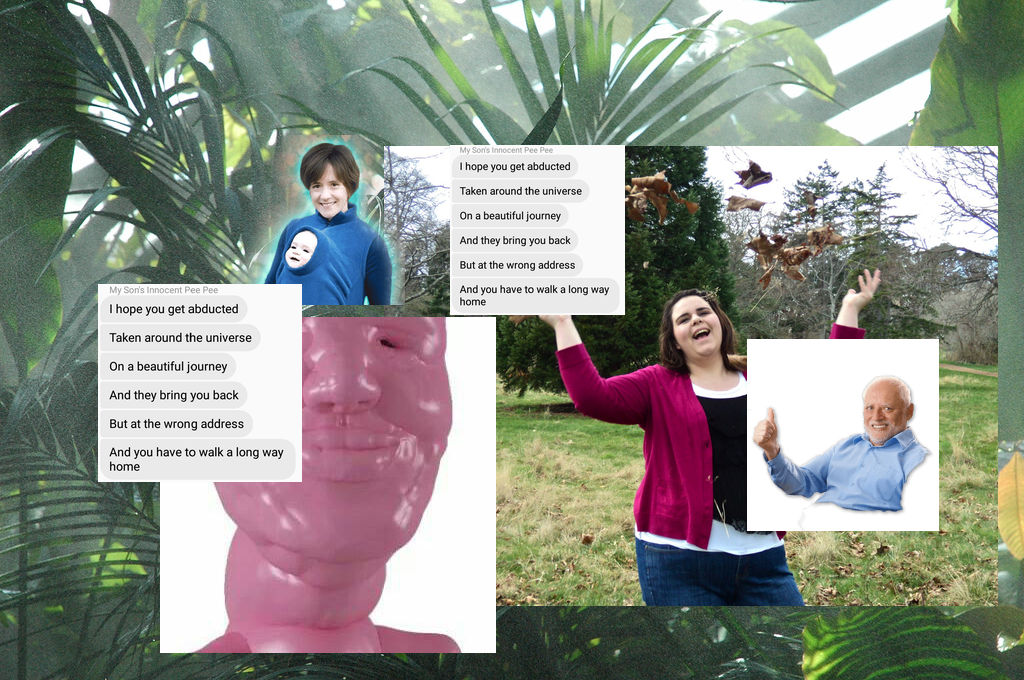 My Son's Innocent Pee Pee
I hope you get abducted
Taken around the universe
On a beautiful journey
And they bring you back
But at the wrong address
And you have to walk a long way
home
My Son's Innocent Pee Pee
I hope you get abducted
Taken around the universe
On a beautiful journey
And they bring you back
But at the wrong address
And you have to walk a long way
home